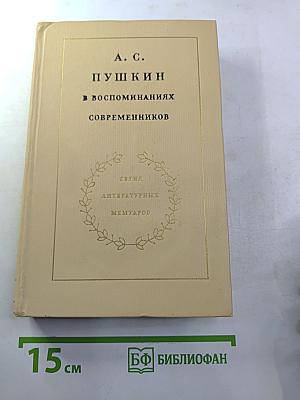 А. С.
ПУШКИН
В ВОСПОМИНАНИЯХ
СОВРЕМЕННИКОВ
СЕРИЯ
ЛИТЕРАТУРНЫХ
МЕМУАРОВ
15 см
БФ БИБЛИОФАН